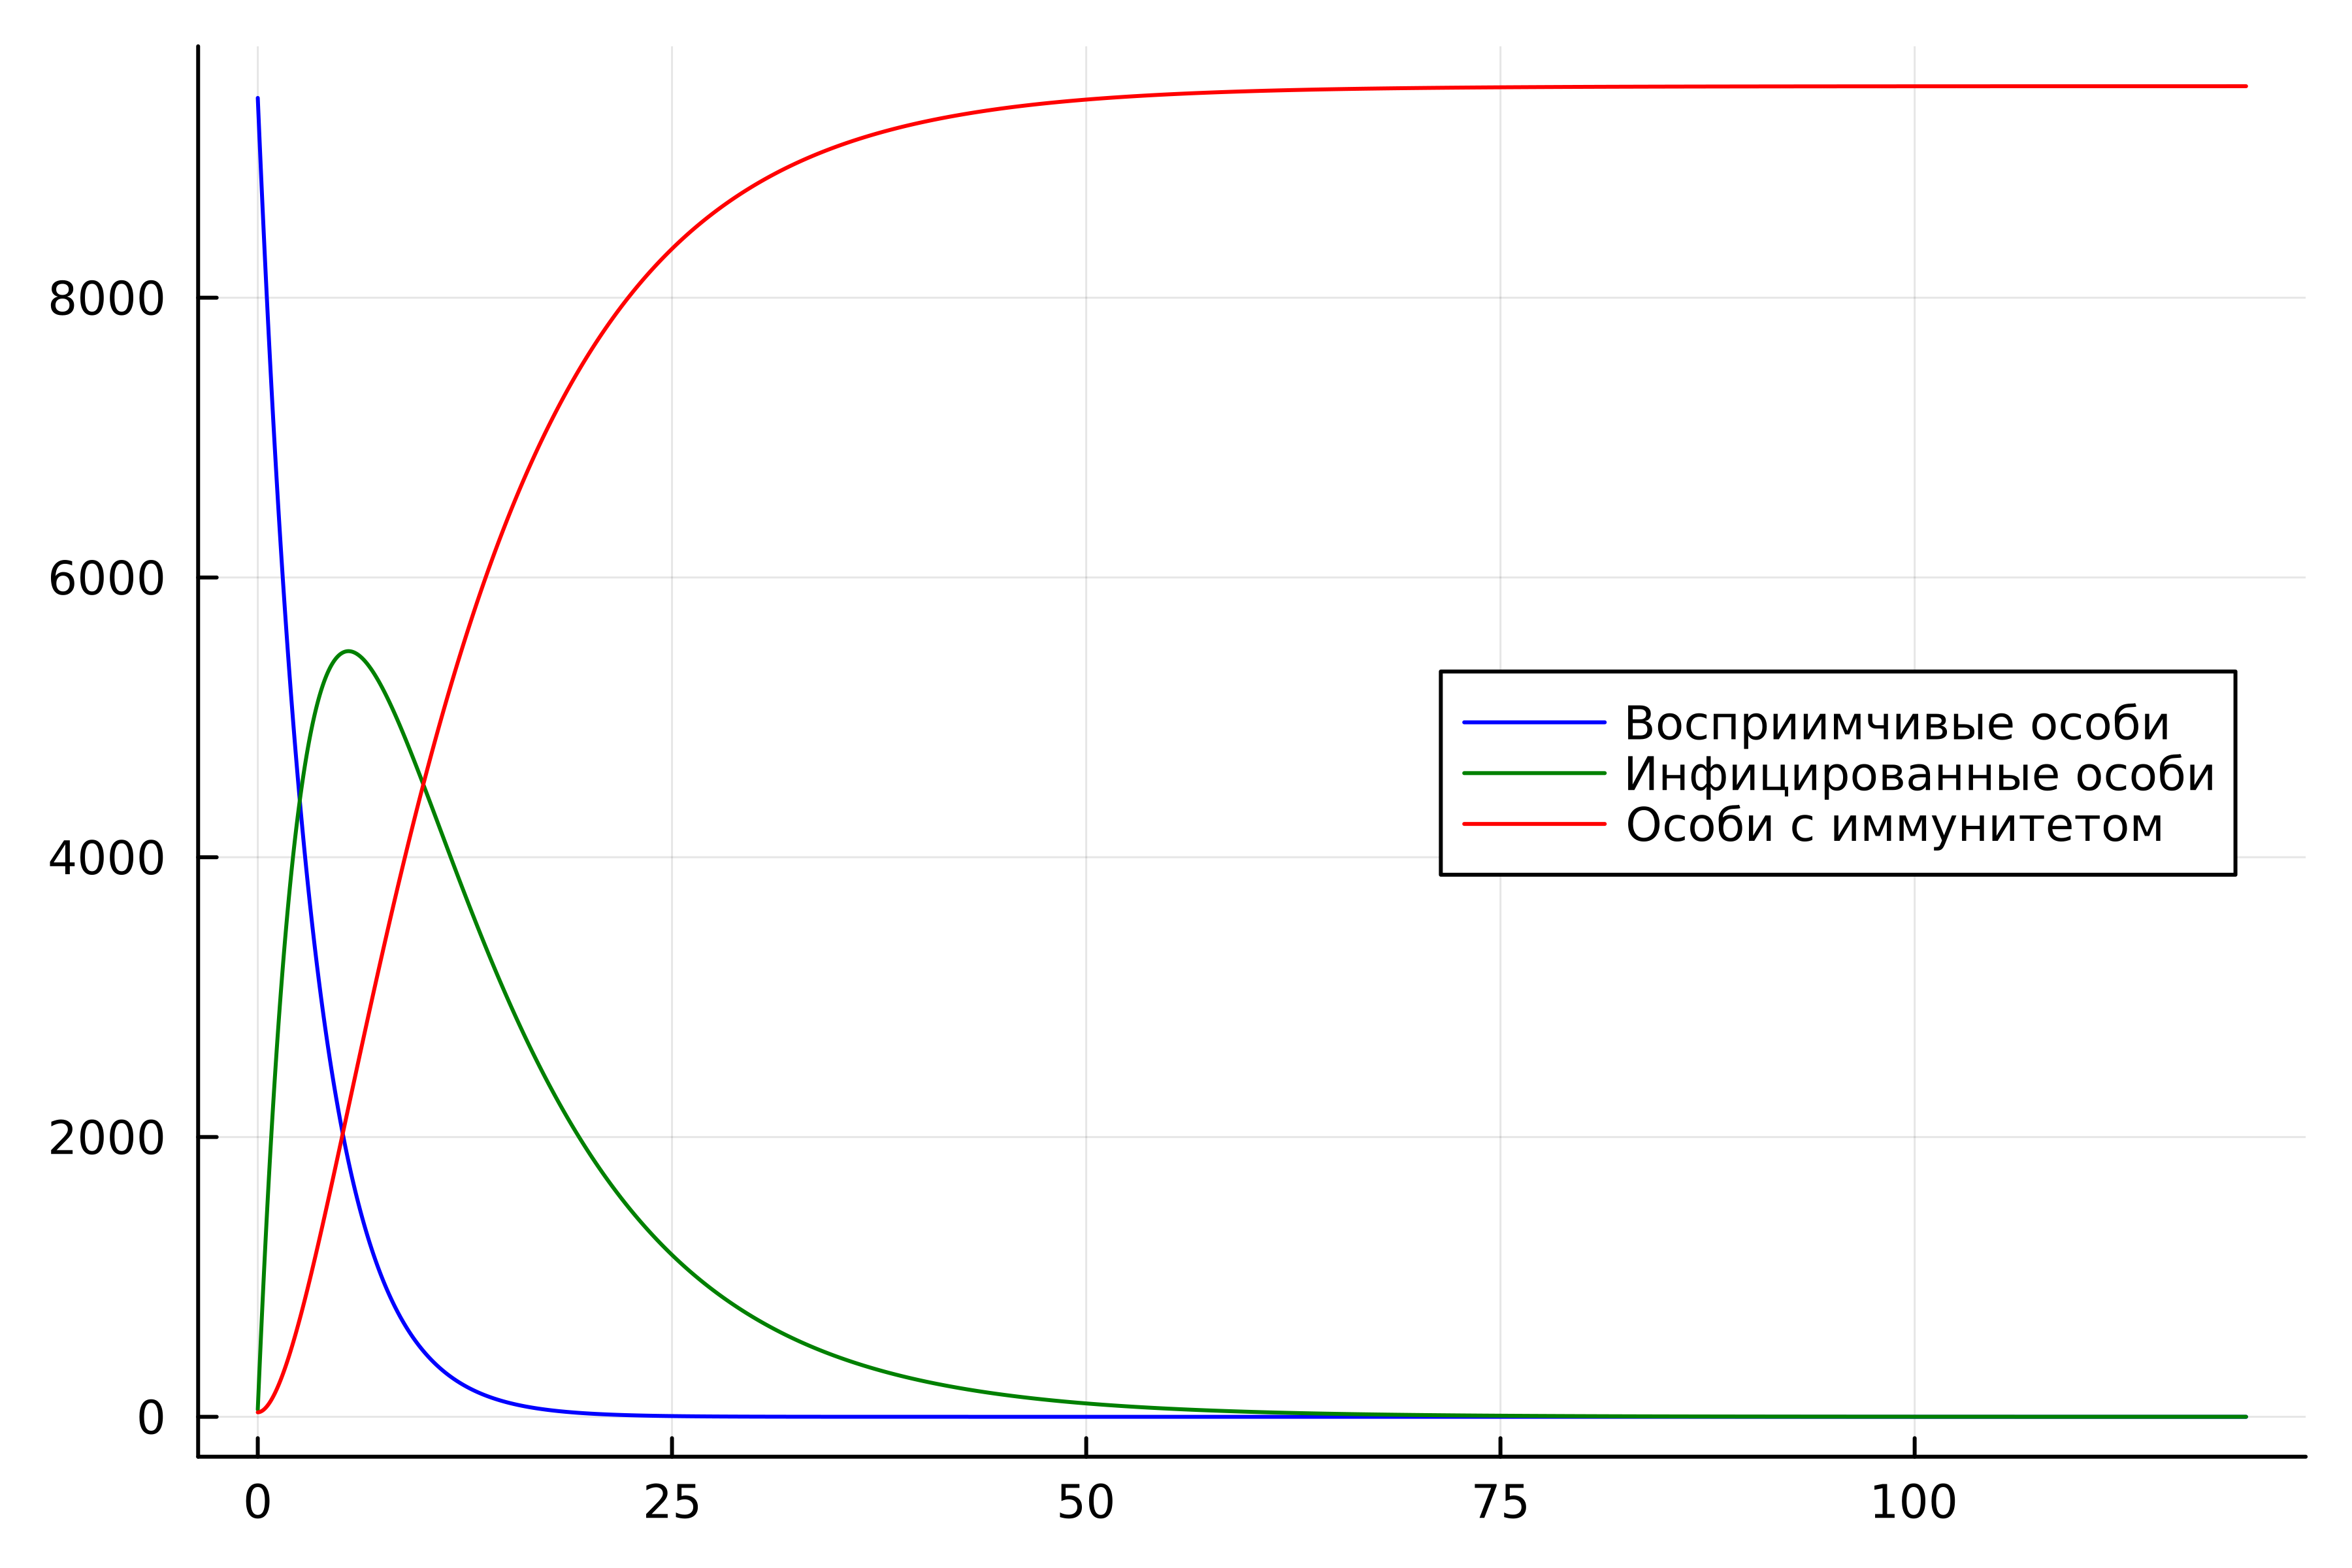 8000
6000
Восприимчивые особи
Инфицированные особи
Особи с иммунитетом
4000
2000
0
0 25 50 75 100